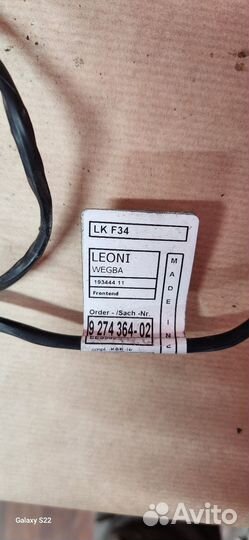 LK F34
LEONI
WEGBA
193444 11
Frontend
MADE IN
Order - /Sach -Nr.
9 274 364-02
Galaxy S22
Avito